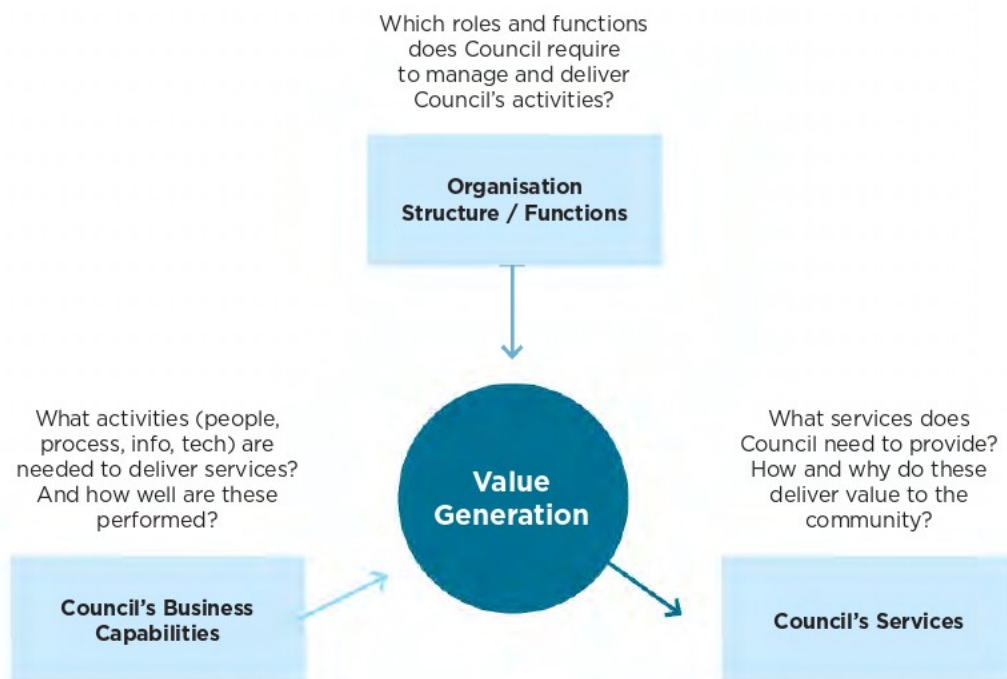 Which roles and functions
does Council require
to manage and deliver
Council's activities?
Organisation
Structure / Functions
What activities (people,
process, info, tech) are
needed to deliver services?
And how well are these
performed?
Council's Business
Capabilities
Value
Generation
What services does
Council need to provide?
How and why do these
deliver value to the
community?
Council's Services